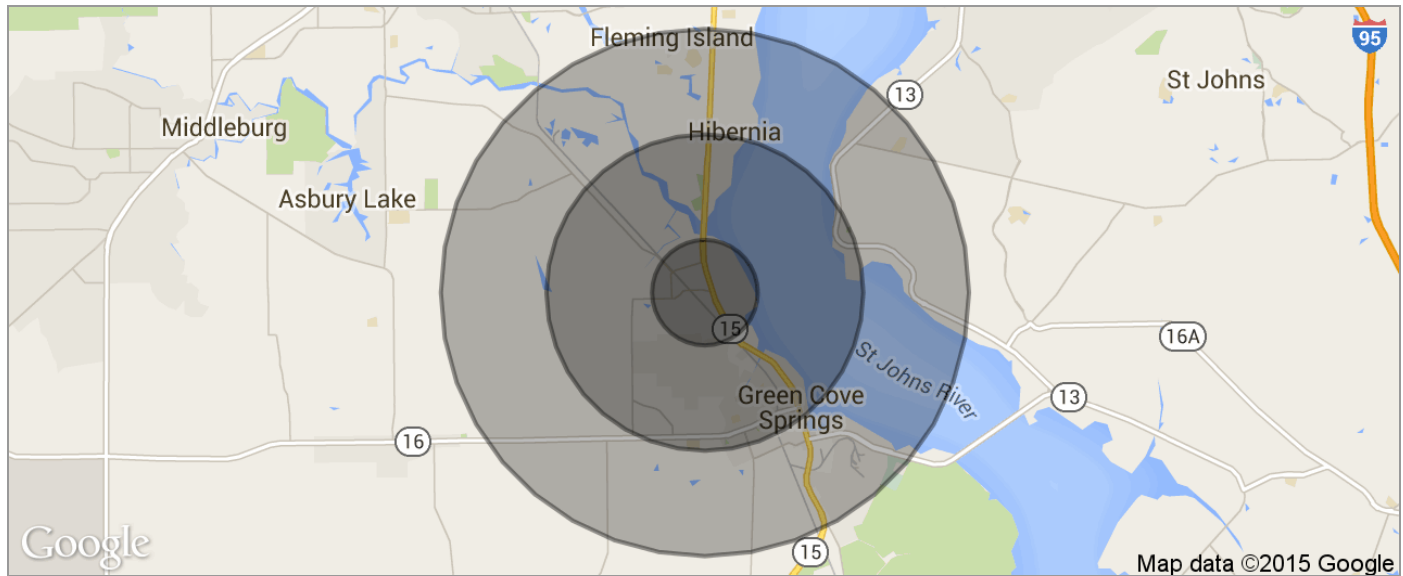 Fleming Island
95
13
St Johns
Middleburg
Hibernia
Asbury Lake
15
16A
St Johns River
Green Cove
Springs
13
16
Google
15
Map data ©2015 Google